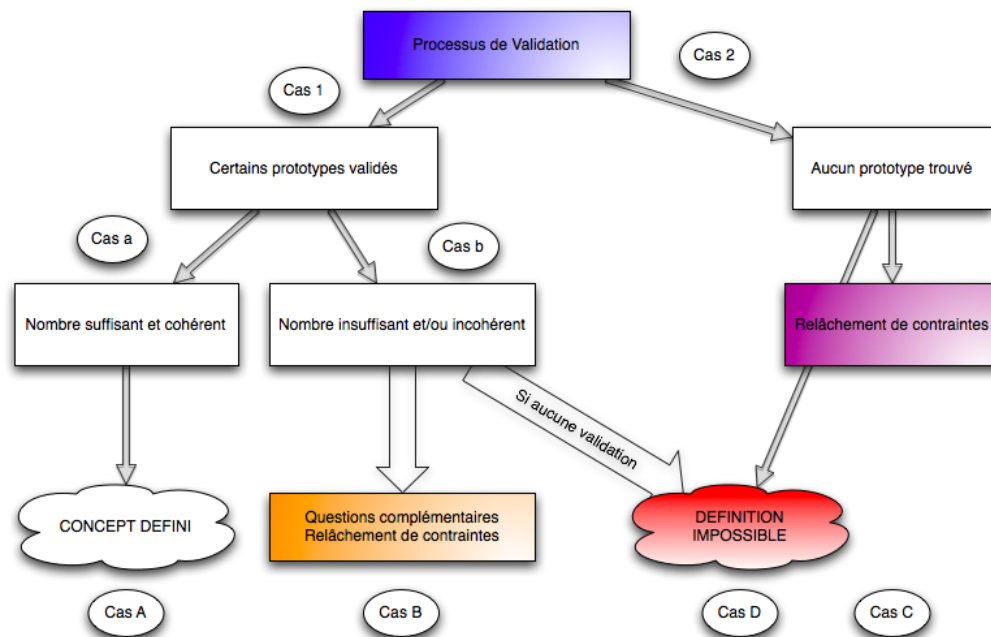 Processus de Validation
Cas 2
Cas 1
Certains prototypes validés
Aucun prototype trouvé
Cas a
Cas b
Nombre suffisant et cohérent
Nombre insuffisant et/ou incohérent
Relâchement de contraintes
Si aucune validation
CONCEPT DEFINI
Questions complémentaires
Relâchement de contraintes
DEFINITION
IMPOSSIBLE
Cas A
Cas B
Cas D
Cas C